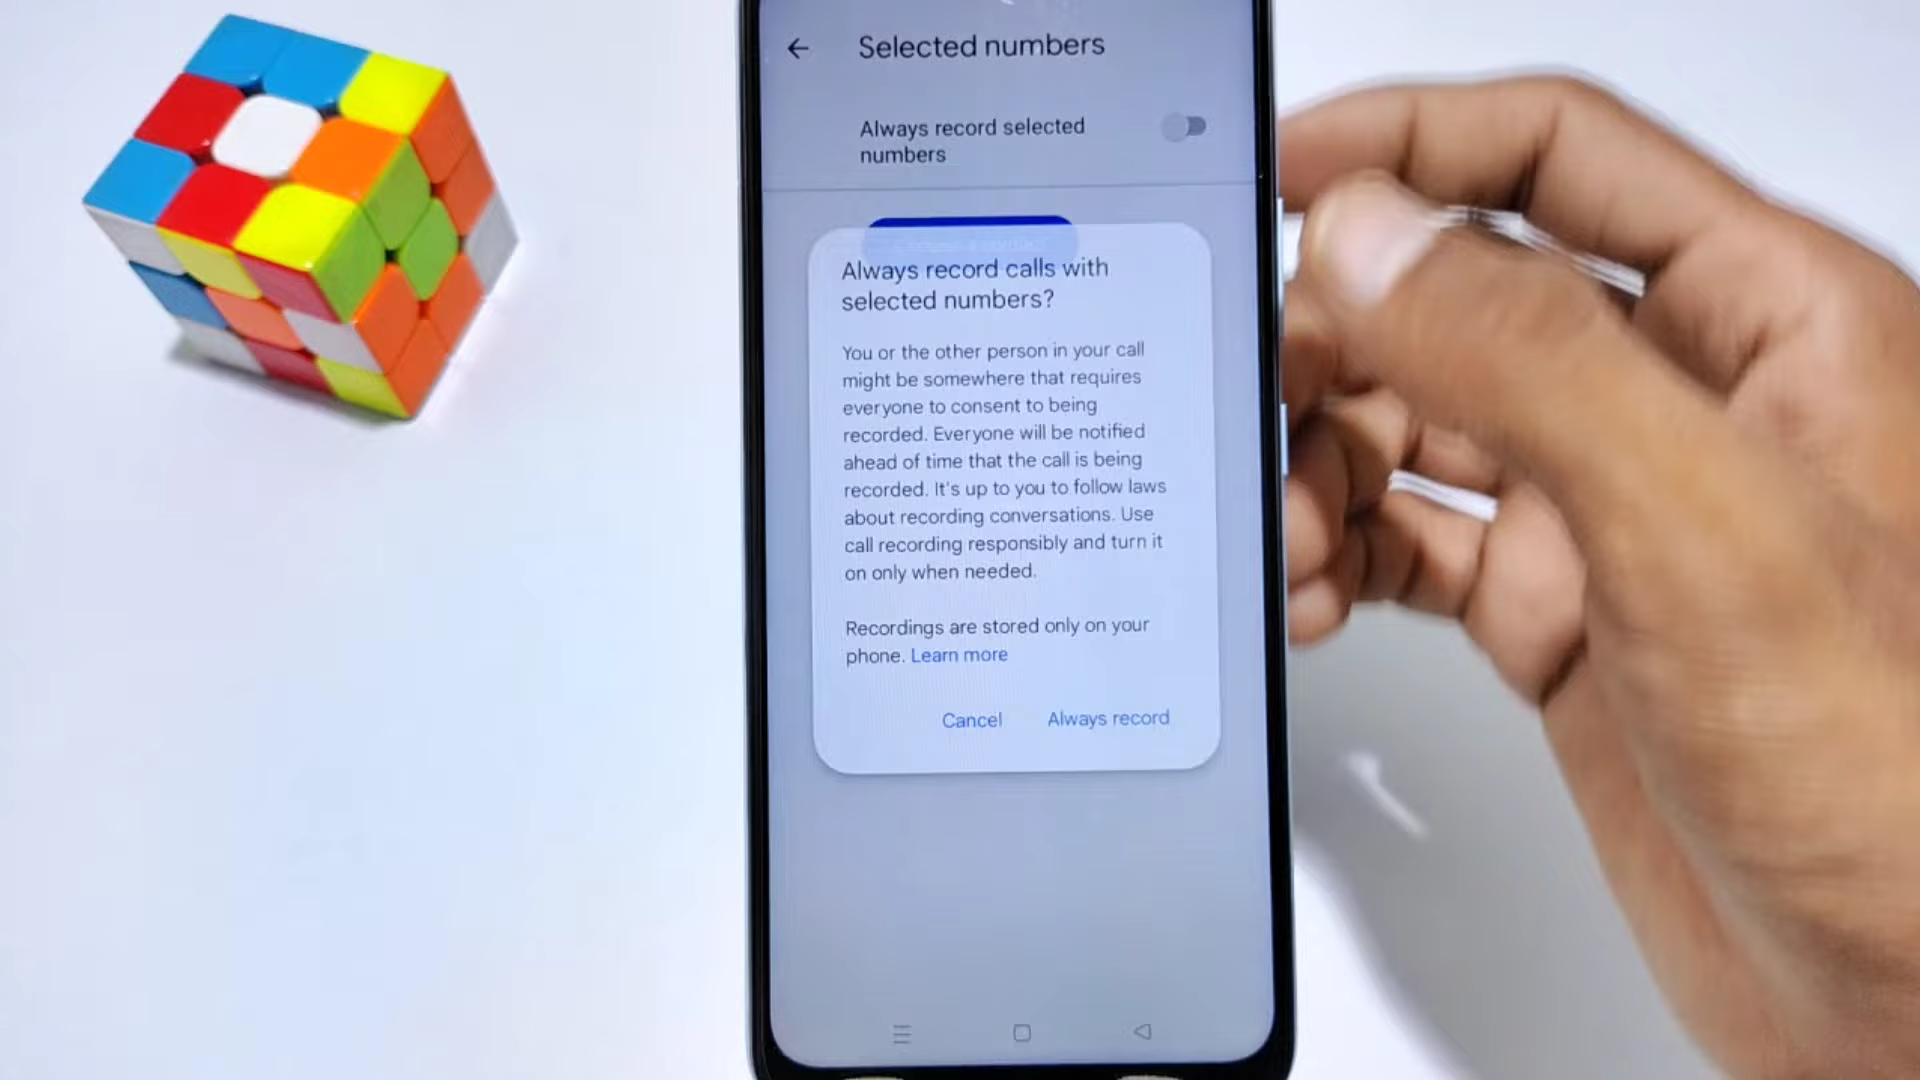 Selected numbers
Always record selected
numbers
Always record calls with
selected numbers?
You or the other person in your call
might be somewhere that requires
everyone to consent to being
recorded. Everyone will be notified
ahead of time that the call is being
recorded. It's up to you to follow laws
about recording conversations. Use
call recording responsibly and turn it
on only when needed.
Recordings are stored only on your
phone. Learn more
Cancel Always record